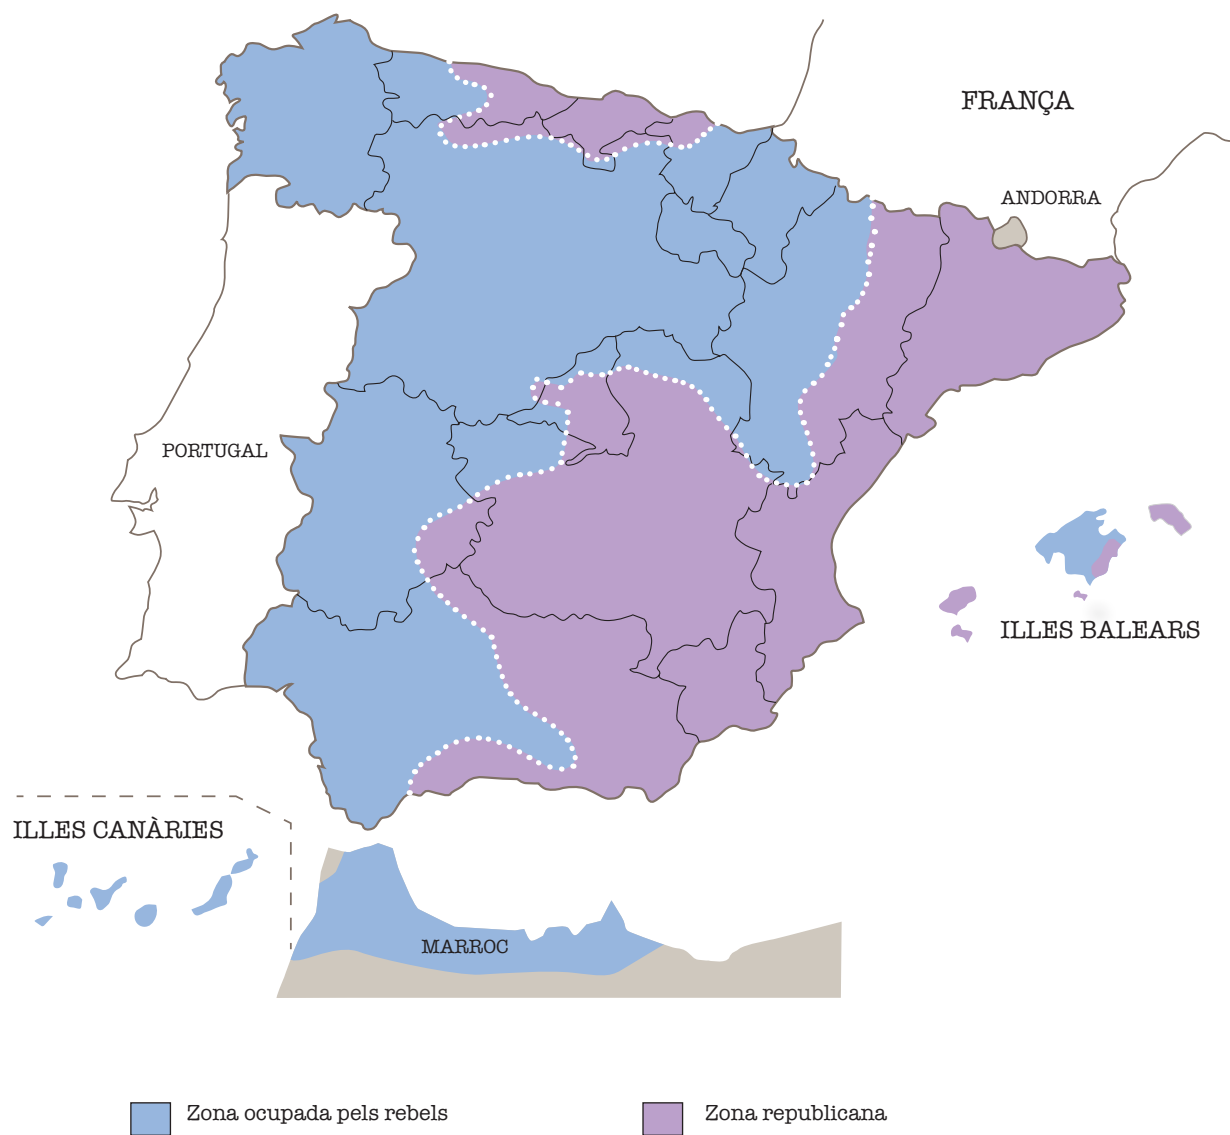 FRANÇA
ANDORRA
PORTUGAL
ILLES BALEARS
ILLES CANÀRIES
MARROC
Zona ocupada pels rebels
Zona republicana